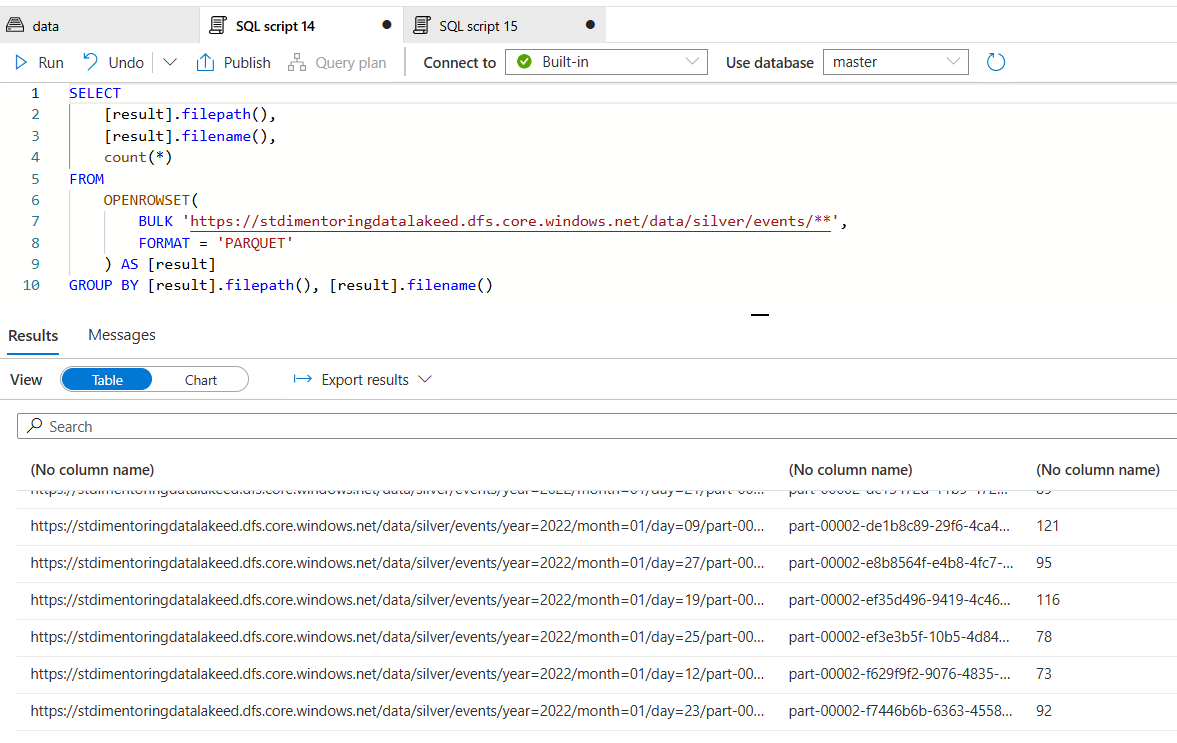 data SQL script 14 SQL script 15
Run Undo Publish Query plan Connect to Built-in Use database master
1 SELECT
2 [result].filepath(),
3 [result].filename(),
4 count(*)
5 FROM
6 OPENROWSET(
7 BULK 'https://stdimentoringdatalakeed.dfs.core.windows.net/data/silver/events/**',
8 FORMAT = 'PARQUET'
9 ) AS [result]
10 GROUP BY [result].filepath(), [result].filename()
Results Messages
View Table Chart Export results
Search
(No column name) (No column name) (No column name)
https://stdimentoringdatalakeed.dfs.core.windows.net/data/silver/events/year=2022/month=01/day=09/part-00... part-00002-de1b8c89-29f6-4ca4... 121
https://stdimentoringdatalakeed.dfs.core.windows.net/data/silver/events/year=2022/month=01/day=27/part-00... part-00002-e8b8564f-e4b8-4fc7-... 95
https://stdimentoringdatalakeed.dfs.core.windows.net/data/silver/events/year=2022/month=01/day=19/part-00... part-00002-ef35d496-9419-4c46... 116
https://stdimentoringdatalakeed.dfs.core.windows.net/data/silver/events/year=2022/month=01/day=25/part-00... part-00002-ef3e3b5f-10b5-4d84... 78
https://stdimentoringdatalakeed.dfs.core.windows.net/data/silver/events/year=2022/month=01/day=12/part-00... part-00002-f629f9f2-9076-4835-... 73
https://stdimentoringdatalakeed.dfs.core.windows.net/data/silver/events/year=2022/month=01/day=23/part-00... part-00002-f7446b6b-6363-4558... 92